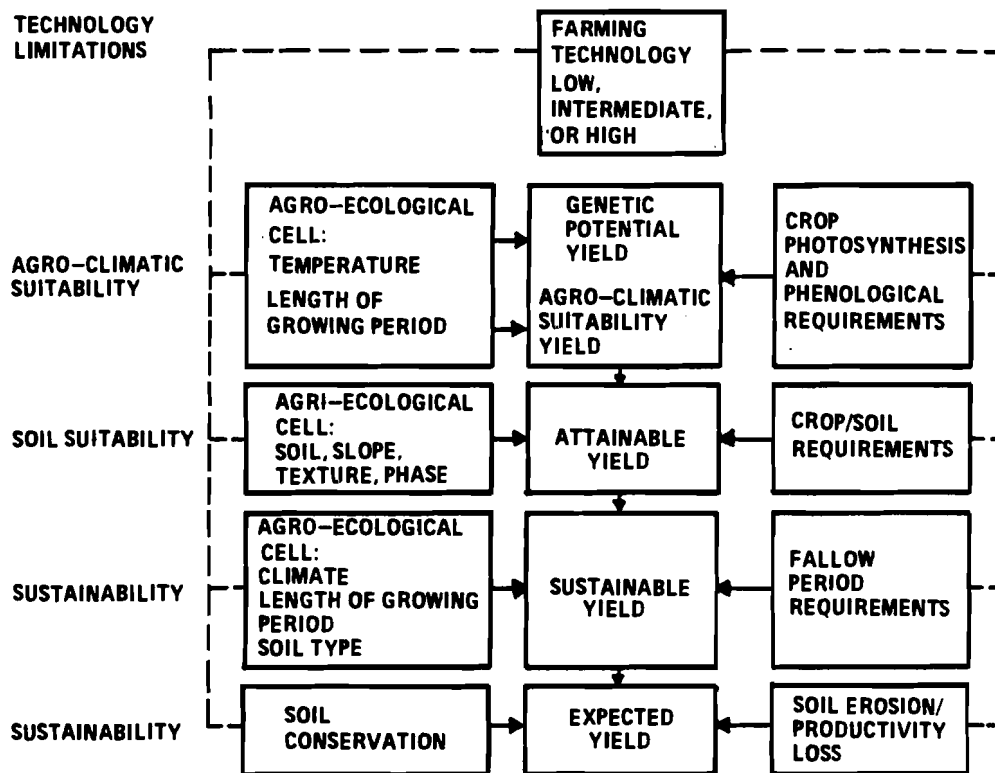 TECHNOLOGY
LIMITATIONS
FARMING
TECHNOLOGY
LOW,
INTERMEDIATE,
OR HIGH
AGRO-CLIMATIC
SUITABILITY
AGRO-ECOLOGICAL
CELL:
TEMPERATURE
LENGTH OF
GROWING PERIOD
GENETIC
POTENTIAL
YIELD
AGRO-CLIMATIC
SUITABILITY
YIELD
CROP
PHOTOSYNTHESIS
AND
PHENOLOGICAL
REQUIREMENTS
SOIL SUITABILITY
AGRI-ECOLOGICAL
CELL:
SOIL, SLOPE,
TEXTURE, PHASE
ATTAINABLE
YIELD
CROP/SOIL
REQUIREMENTS
SUSTAINABILITY
AGRO-ECOLOGICAL
CELL:
CLIMATE
LENGTH OF GROWING
PERIOD
SOIL TYPE
SUSTAINABLE
YIELD
FALLOW
PERIOD
REQUIREMENTS
SUSTAINABILITY
SOIL
CONSERVATION
EXPECTED
YIELD
SOIL EROSION/
PRODUCTIVITY
LOSS